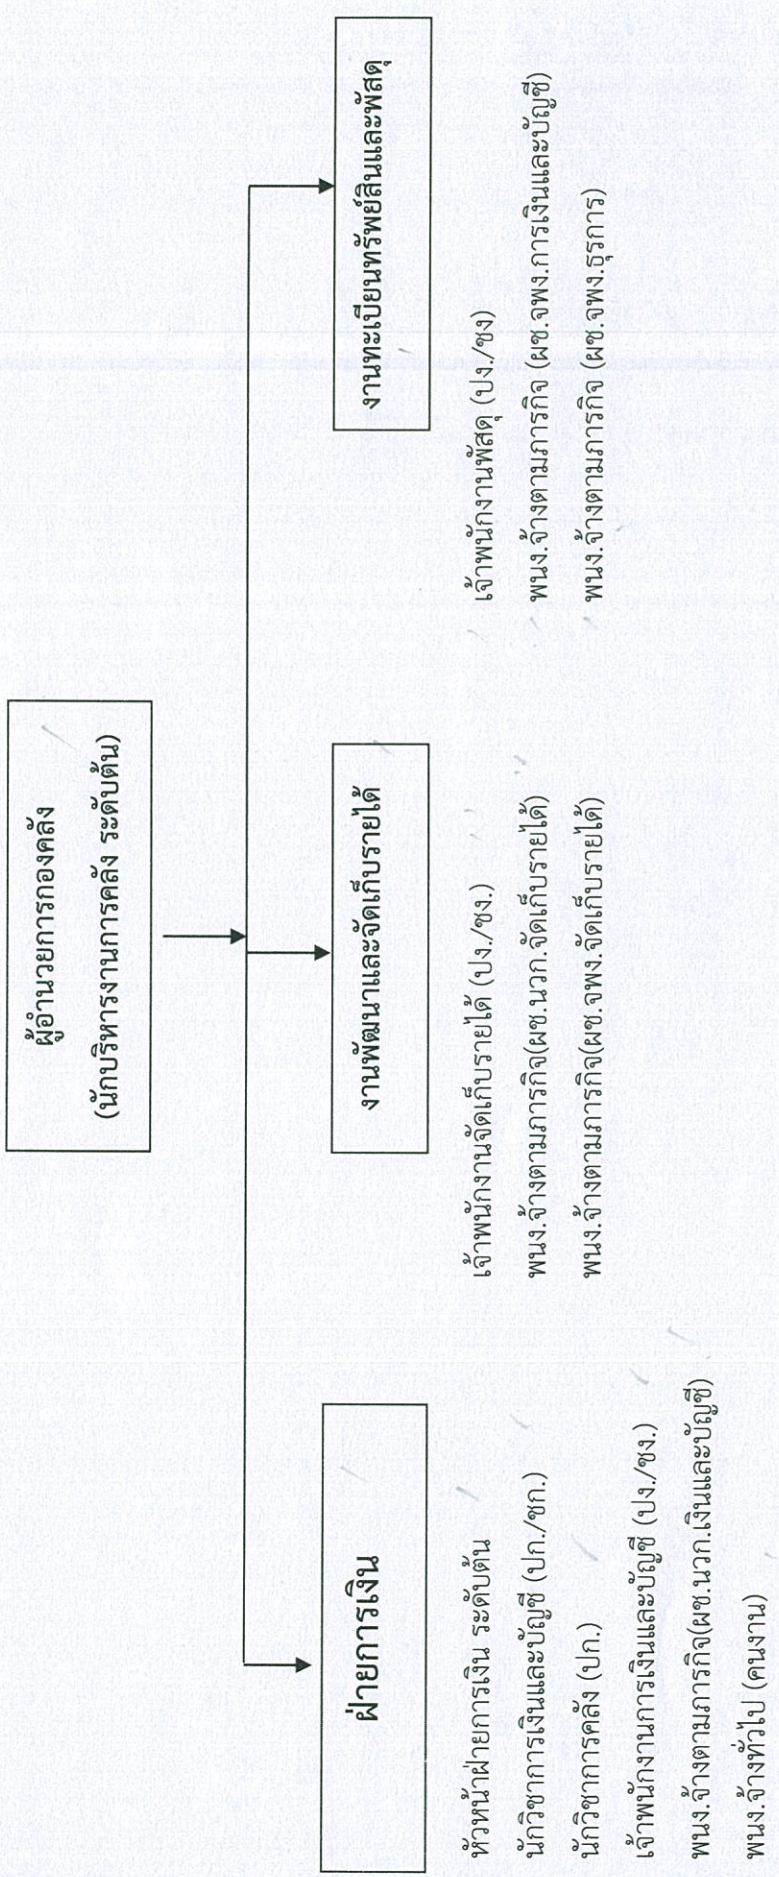 ผู้อำนวยการกองคลัง
(นักบริหารงานการคลัง ระดับต้น)
ฝ่ายการเงิน
หัวหน้าฝ่ายการเงิน ระดับต้น
นักวิชาการเงินและบัญชี (ปก./ชก.)
นักวิชาการคลัง (ปก.)
เจ้าพนักงานการเงินและบัญชี (ปง./ชง.)
พนง.จ้างตามภารกิจ(ผช.นวก.เงินและบัญชี)
พนง.จ้างทั่วไป (คนงาน)
งานพัฒนาและจัดเก็บรายได้
เจ้าพนักงานจัดเก็บรายได้ (ปง./ชง.)
พนง.จ้างตามภารกิจ(ผช.นวก.จัดเก็บรายได้)
พนง.จ้างตามภารกิจ(ผช.จพง.จัดเก็บรายได้)
งานทะเบียนทรัพย์สินและพัสดุ
เจ้าพนักงานพัสดุ (ปง./ชง)
พนง.จ้างตามภารกิจ (ผช.จพง.การเงินและบัญชี)
พนง.จ้างตามภารกิจ (ผช.จพง.ธุรการ)